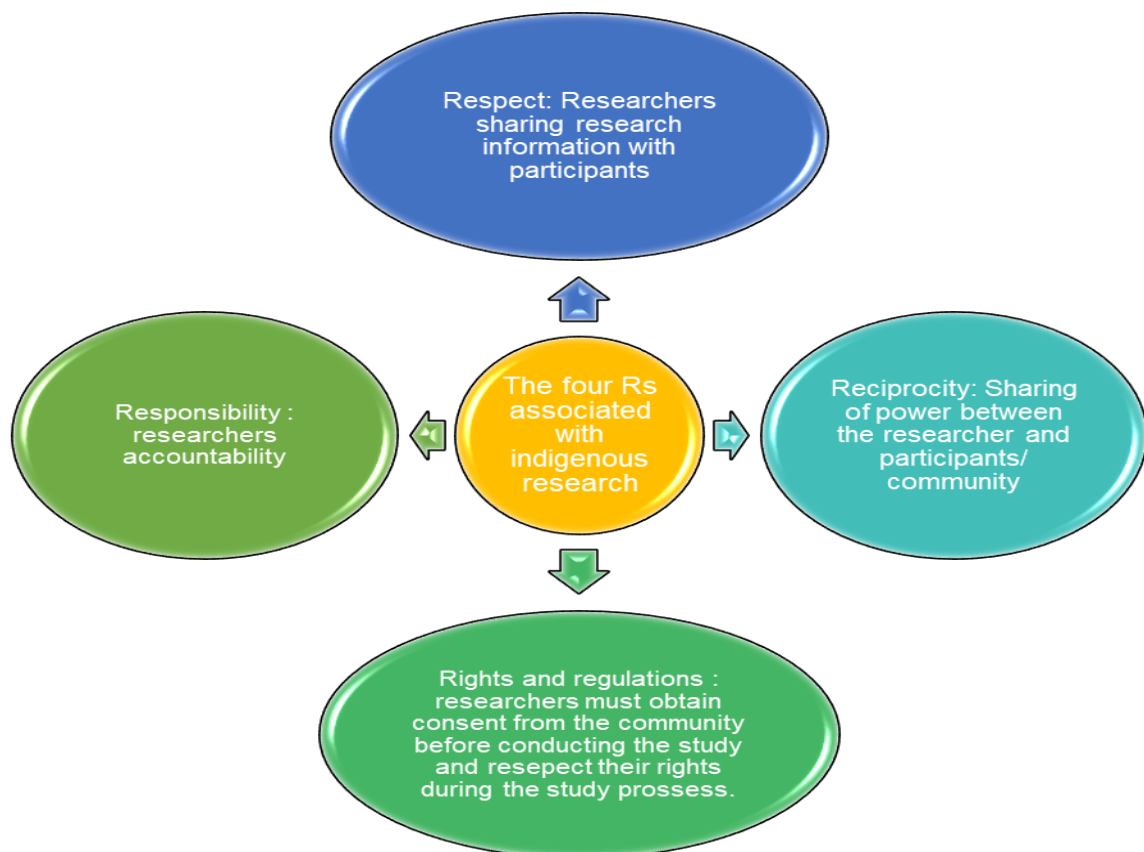 Respect: Researchers
sharing research
information with
participants
Responsibility :
researchers
accountability
The four Rs
associated
with
indigenous
research
Reciprocity: Sharing
of power between
the researcher and
participants/
community
Rights and regulations :
researchers must obtain
consent from the community
before conducting the study
and resepect their rights
during the study prossess.